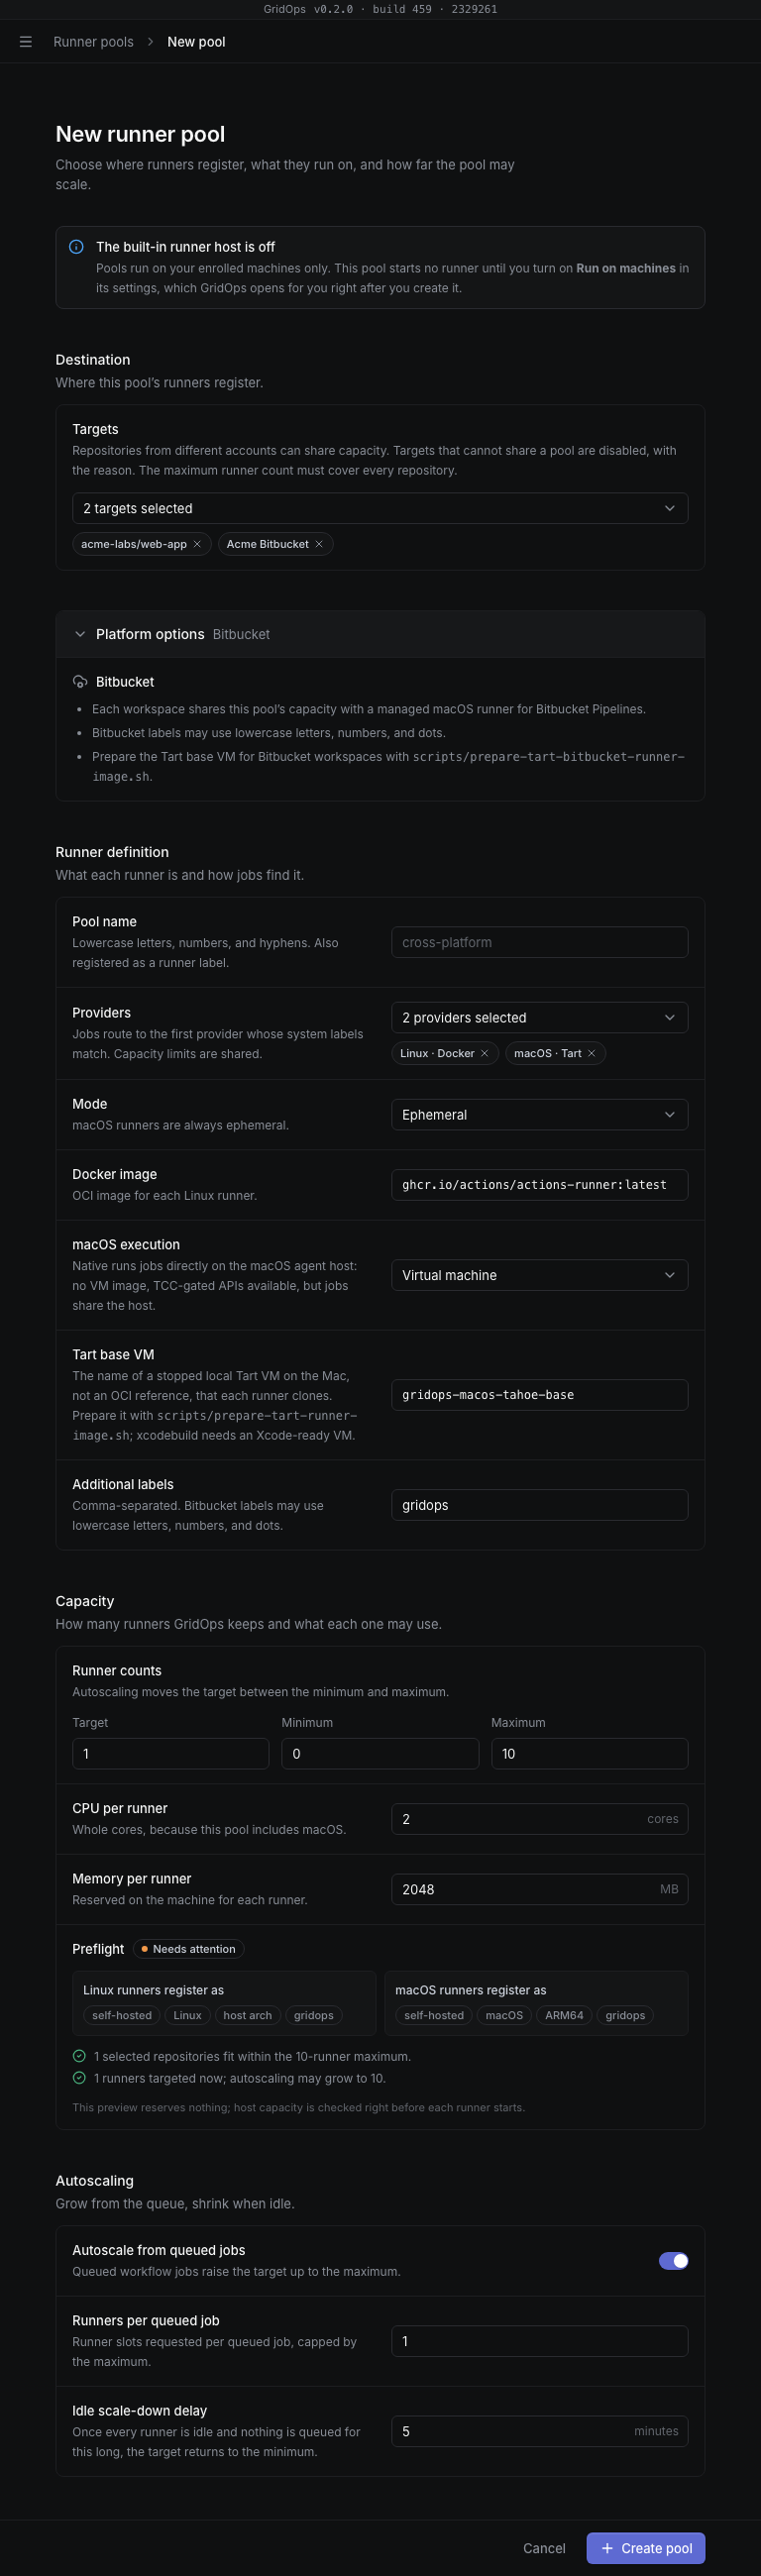 GridOps v0.2.0 · build 459 · 2329261
Runner pools > New pool
New runner pool
Choose where runners register, what they run on, and how far the pool may
scale.
The built-in runner host is off
Pools run on your enrolled machines only. This pool starts no runner until you turn on Run on machines in
its settings, which GridOps opens for you right after you create it.
Destination
Where this pool’s runners register.
Targets
Repositories from different accounts can share capacity. Targets that cannot share a pool are disabled, with
the reason. The maximum runner count must cover every repository.
2 targets selected
acme-labs/web-app × Acme Bitbucket ×
Platform options Bitbucket
Bitbucket
• Each workspace shares this pool’s capacity with a managed macOS runner for Bitbucket Pipelines.
• Bitbucket labels may use lowercase letters, numbers, and dots.
• Prepare the Tart base VM for Bitbucket workspaces with scripts/prepare-tart-bitbucket-runner-
image.sh.
Runner definition
What each runner is and how jobs find it.
Pool name
Lowercase letters, numbers, and hyphens. Also
registered as a runner label.
cross-platform
Providers
Jobs route to the first provider whose system labels
match. Capacity limits are shared.
2 providers selected
Linux · Docker × macOS · Tart ×
Mode
macOS runners are always ephemeral.
Ephemeral
Docker image
OCI image for each Linux runner.
ghcr.io/actions/actions-runner:latest
macOS execution
Native runs jobs directly on the macOS agent host:
no VM image, TCC-gated APIs available, but jobs
share the host.
Virtual machine
Tart base VM
The name of a stopped local Tart VM on the Mac,
not an OCI reference, that each runner clones.
Prepare it with scripts/prepare-tart-runner-
image.sh; xcodebuild needs an Xcode-ready VM.
gridops-macos-tahoe-base
Additional labels
Comma-separated. Bitbucket labels may use
lowercase letters, numbers, and dots.
gridops
Capacity
How many runners GridOps keeps and what each one may use.
Runner counts
Autoscaling moves the target between the minimum and maximum.
Target Minimum Maximum
1 0 10
CPU per runner
Whole cores, because this pool includes macOS.
2 cores
Memory per runner
Reserved on the machine for each runner.
2048 MB
Preflight Needs attention
Linux runners register as
self-hosted Linux host arch gridops
macOS runners register as
self-hosted macOS ARM64 gridops
1 selected repositories fit within the 10-runner maximum.
1 runners targeted now; autoscaling may grow to 10.
This preview reserves nothing; host capacity is checked right before each runner starts.
Autoscaling
Grow from the queue, shrink when idle.
Autoscale from queued jobs
Queued workflow jobs raise the target up to the maximum.
Runners per queued job
Runner slots requested per queued job, capped by
the maximum.
1
Idle scale-down delay
Once every runner is idle and nothing is queued for
this long, the target returns to the minimum.
5 minutes
Cancel + Create pool